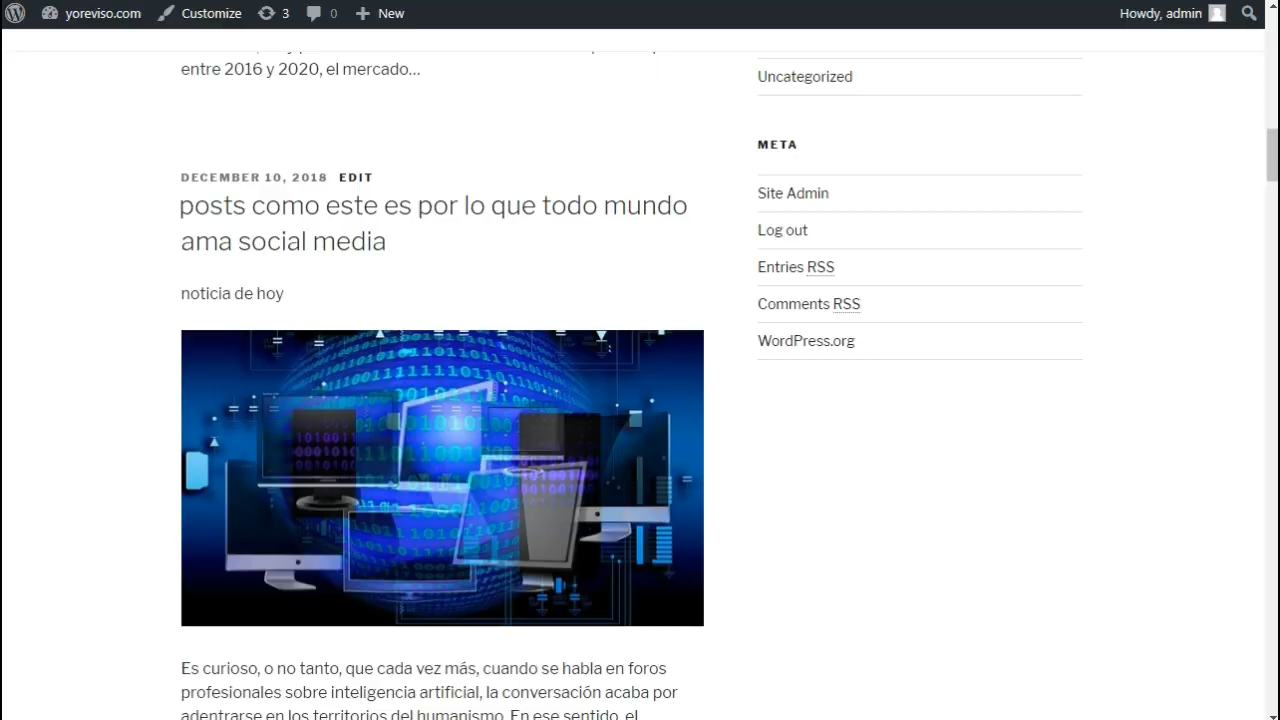 yoreviso.com Customize 3 0 New Howdy, admin
entre 2016 y 2020, el mercado…
Uncategorized
META
Site Admin
Log out
Entries RSS
Comments RSS
WordPress.org
DECEMBER 10, 2018 EDIT
posts como este es por lo que todo mundo
ama social media
noticia de hoy
Es curioso, o no tanto, que cada vez más, cuando se habla en foros
profesionales sobre inteligencia artificial, la conversación acaba por
adentrarse en los territorios del humanismo. En ese sentido, el